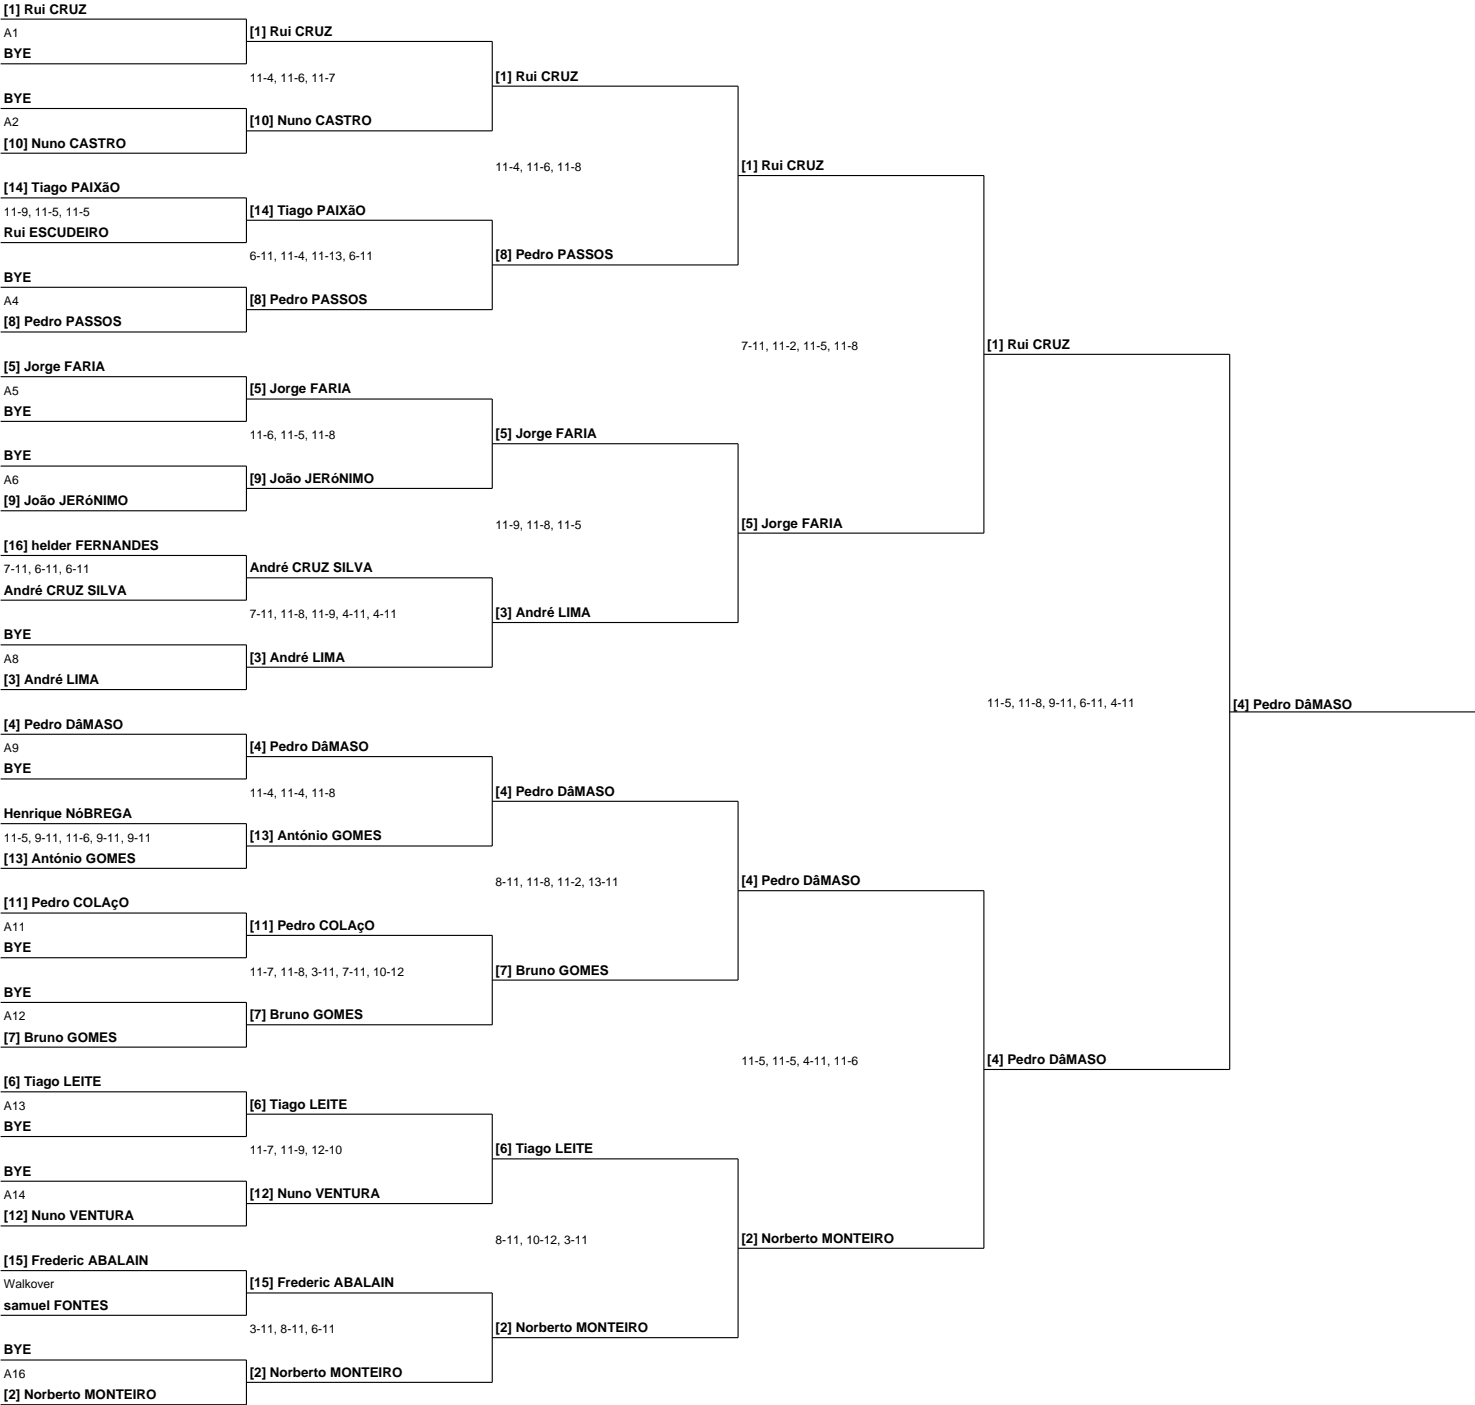 [1] Rui CRUZ
A1
BYE
BYE
A2
[10] Nuno CASTRO
[14] Tiago PAIXãO
11-9, 11-5, 11-5
Rui ESCUDEIRO
BYE
A4
[8] Pedro PASSOS
[5] Jorge FARIA
A5
BYE
BYE
A6
[9] João JERóNIMO
[16] helder FERNANDES
7-11, 6-11, 6-11
André CRUZ SILVA
BYE
A8
[3] André LIMA
[4] Pedro DâMASO
A9
BYE
Henrique NóBREGA
11-5, 9-11, 11-6, 9-11, 9-11
[13] António GOMES
[11] Pedro COLAçO
A11
BYE
BYE
A12
[7] Bruno GOMES
[6] Tiago LEITE
A13
BYE
BYE
A14
[12] Nuno VENTURA
[15] Frederic ABALAIN
Walkover
samuel FONTES
BYE
A16
[2] Norberto MONTEIRO
[1] Rui CRUZ
11-4, 11-6, 11-7
[10] Nuno CASTRO
[14] Tiago PAIXãO
6-11, 11-4, 11-13, 6-11
[8] Pedro PASSOS
[5] Jorge FARIA
11-6, 11-5, 11-8
[9] João JERóNIMO
André CRUZ SILVA
7-11, 11-8, 11-9, 4-11, 4-11
[3] André LIMA
[4] Pedro DâMASO
11-4, 11-4, 11-8
[13] António GOMES
[11] Pedro COLAçO
11-7, 11-8, 3-11, 7-11, 10-12
[7] Bruno GOMES
[6] Tiago LEITE
11-7, 11-9, 12-10
[12] Nuno VENTURA
[15] Frederic ABALAIN
3-11, 8-11, 6-11
[2] Norberto MONTEIRO
[1] Rui CRUZ
11-4, 11-6, 11-8
[8] Pedro PASSOS
[5] Jorge FARIA
11-9, 11-8, 11-5
[3] André LIMA
[4] Pedro DâMASO
8-11, 11-8, 11-2, 13-11
[7] Bruno GOMES
[6] Tiago LEITE
8-11, 10-12, 3-11
[2] Norberto MONTEIRO
[1] Rui CRUZ
7-11, 11-2, 11-5, 11-8
[5] Jorge FARIA
[4] Pedro DâMASO
11-5, 11-5, 4-11, 11-6
[2] Norberto MONTEIRO
[1] Rui CRUZ
11-5, 11-8, 9-11, 6-11, 4-11
[4] Pedro DâMASO
[4] Pedro DâMASO